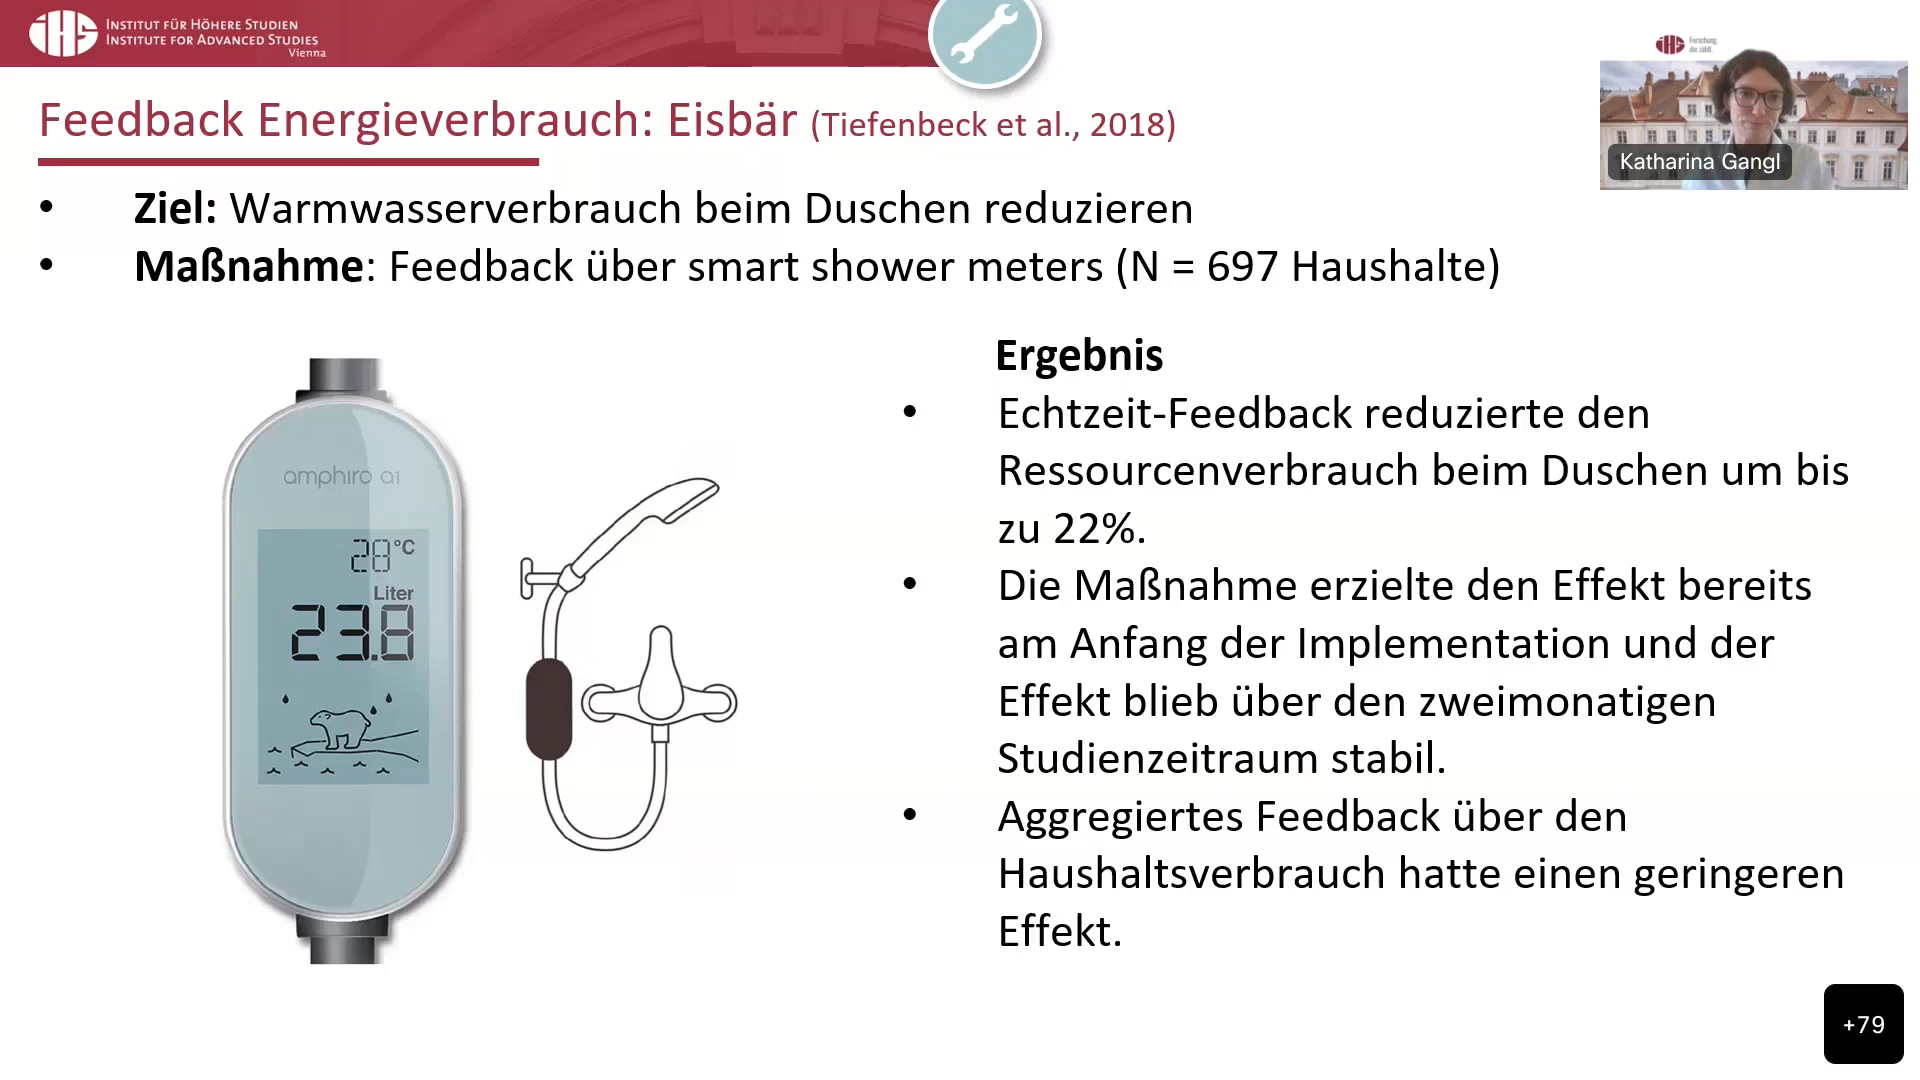 INSTITUT FÜR HÖHERE STUDIEN
INSTITUTE FOR ADVANCED STUDIES
Vienna
iHS
Forschung,
die zählt.
Katharina Gangl
Feedback Energieverbrauch: Eisbär (Tiefenbeck et al., 2018)
• Ziel: Warmwasserverbrauch beim Duschen reduzieren
• Maßnahme: Feedback über smart shower meters (N = 697 Haushalte)
amphiro a1
28°C
Liter
23.8
Ergebnis
• Echtzeit-Feedback reduzierte den
Ressourcenverbrauch beim Duschen um bis
zu 22%.
• Die Maßnahme erzielte den Effekt bereits
am Anfang der Implementation und der
Effekt blieb über den zweimonatigen
Studienzeitraum stabil.
• Aggregiertes Feedback über den
Haushaltsverbrauch hatte einen geringeren
Effekt.
+79